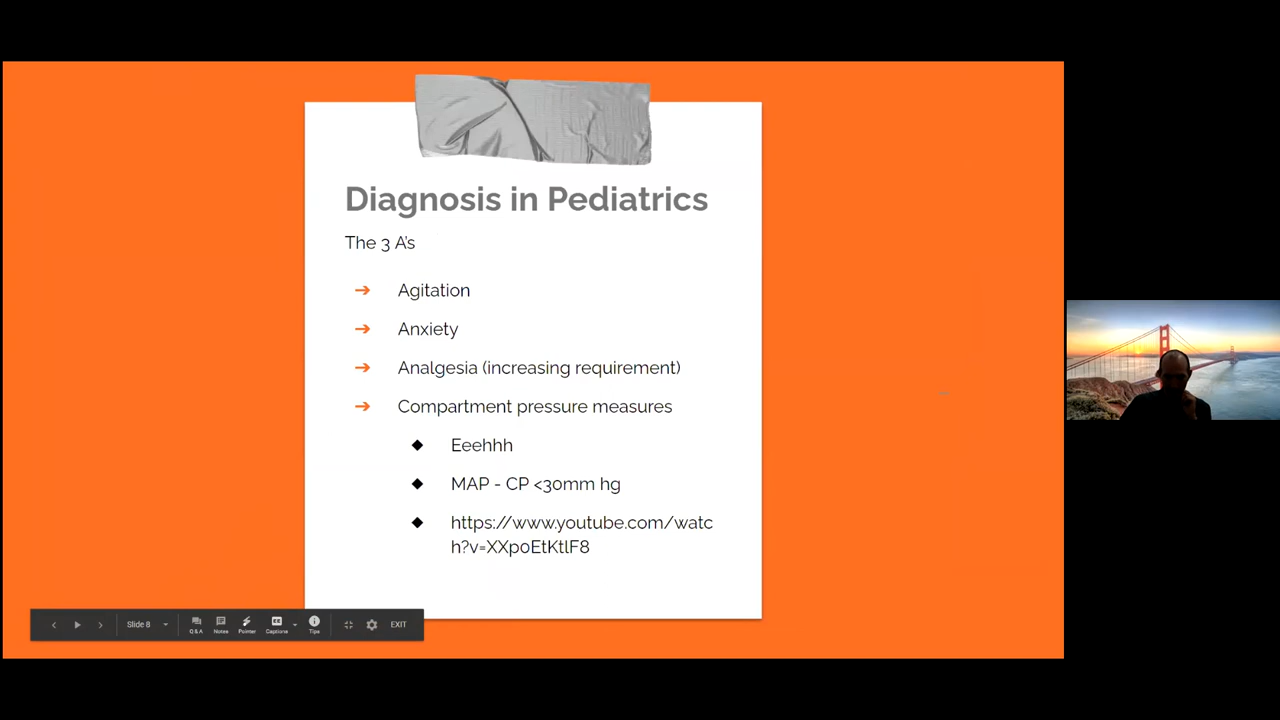 Diagnosis in Pediatrics
The 3 A's
Agitation
Anxiety
Analgesia (increasing requirement)
Compartment pressure measures
Eeehhh
MAP - CP <30mm hg
https://www.youtube.com/watc
h?v=XXpoEtKtlF8
Slide 8
Q&A
Notes
Pointer
Captions
Tips
EXIT